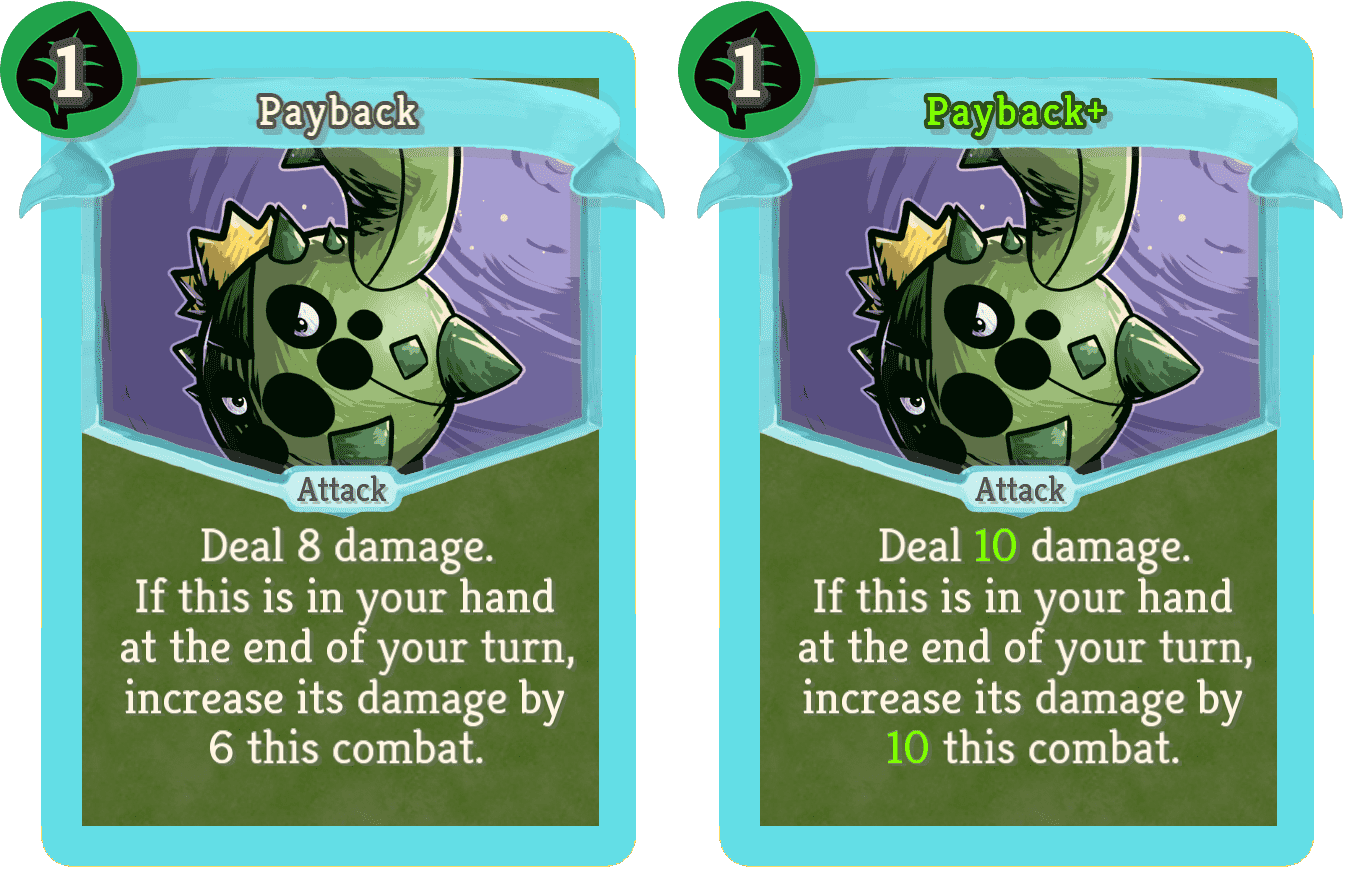 1
Payback
Attack
Deal 8 damage.
If this is in your hand
at the end of your turn,
increase its damage by
6 this combat.
1
Payback+
Attack
Deal 10 damage.
If this is in your hand
at the end of your turn,
increase its damage by
10 this combat.